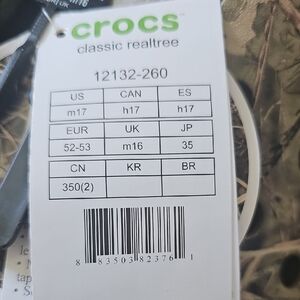 crocs
classic realtree
12132-260
US CAN ES
m17 h17 h17
EUR UK JP
52-53 m16 35
CN KR BR
350(2)
8 83503 82376 1